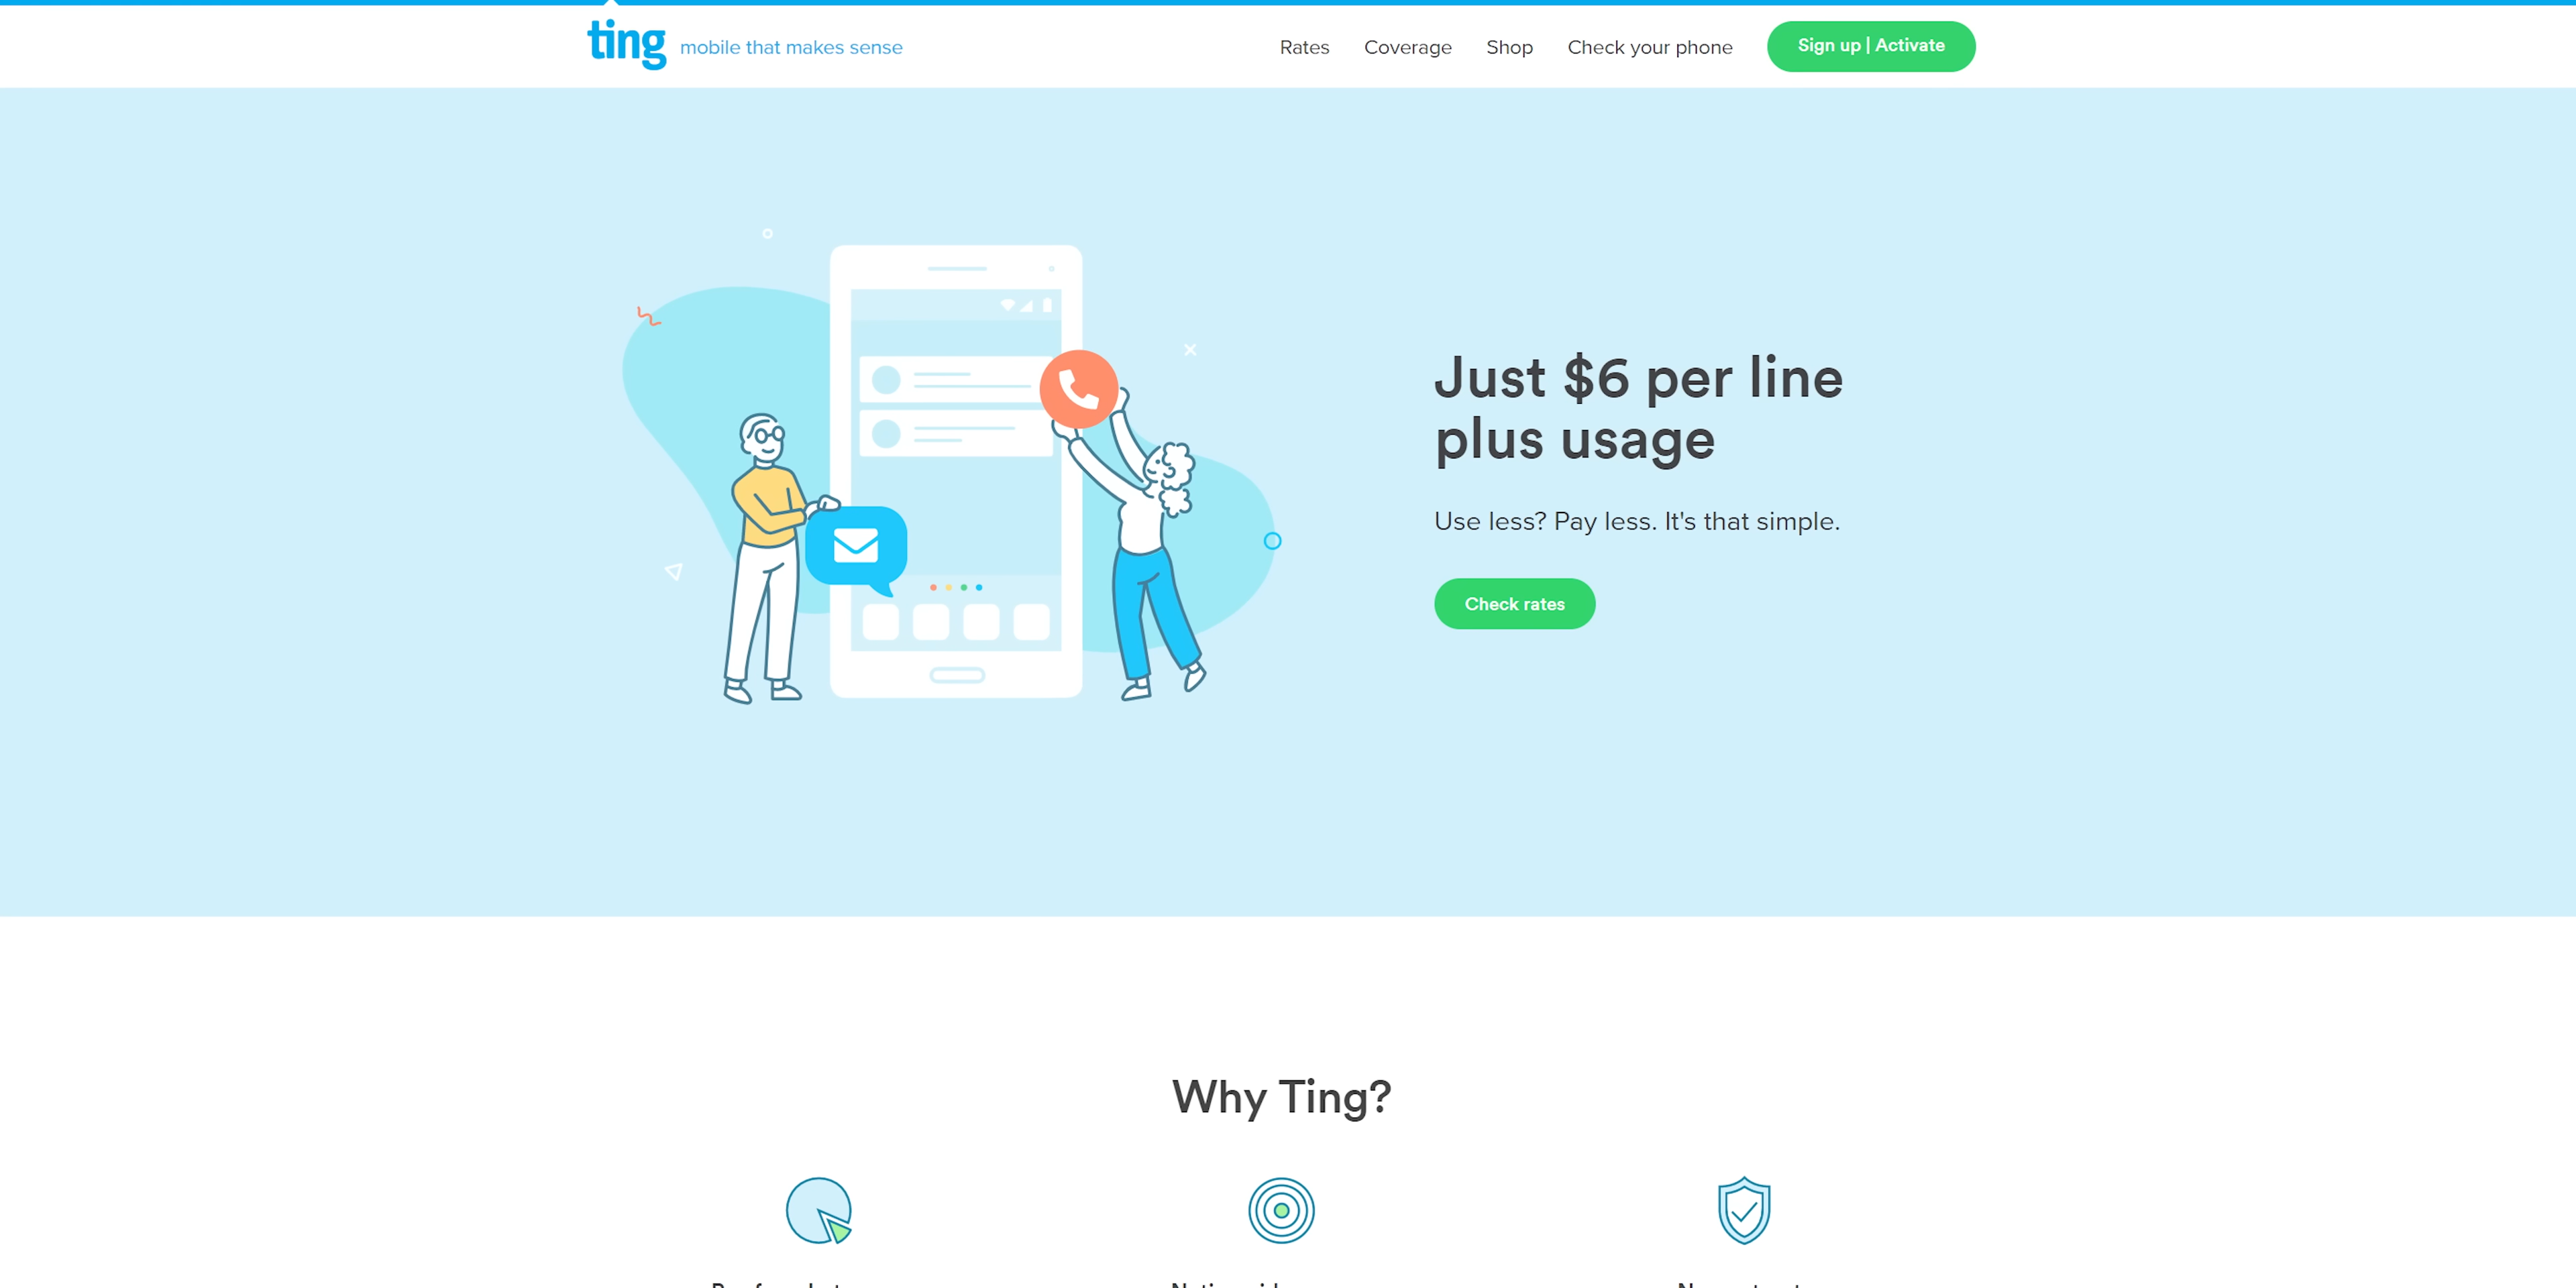 ting mobile that makes sense
Rates Coverage Shop Check your phone Sign up | Activate
Just $6 per line
plus usage
Use less? Pay less. It's that simple.
Check rates
Why Ting?